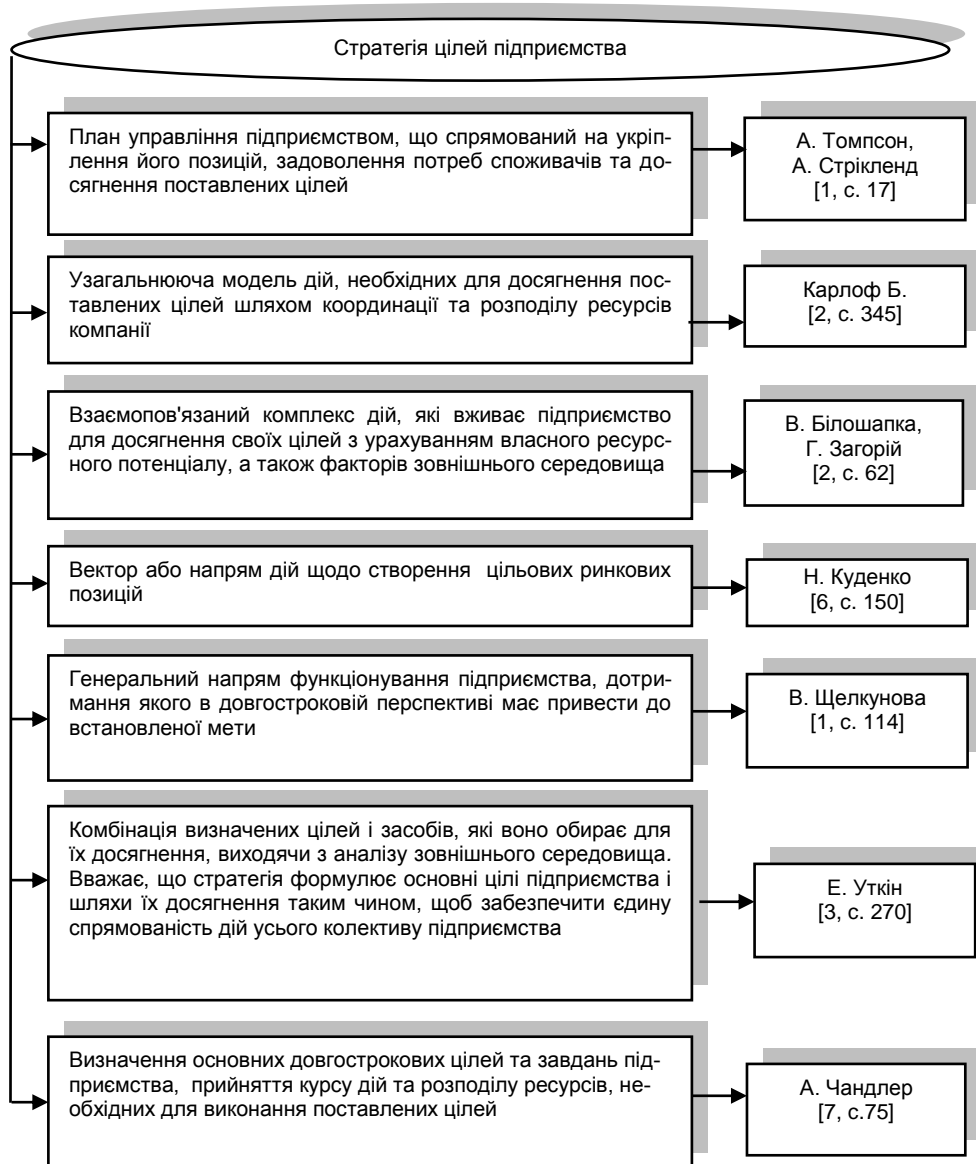 Стратегія цілей підприємства
План управління підприємством, що спрямований на укріп-
лення його позицій, задоволення потреб споживачів та до-
сягнення поставлених цілей
А. Томпсон,
А. Стрікленд
[1, с. 17]
Узагальнююча модель дій, необхідних для досягнення пос-
тавлених цілей шляхом координації та розподілу ресурсів
компанії
Карлоф Б.
[2, с. 345]
Взаємопов'язаний комплекс дій, які вживає підприємство
для досягнення своїх цілей з урахуванням власного ресурс-
ного потенціалу, а також факторів зовнішнього середовища
В. Білошапка,
Г. Загорій
[2, с. 62]
Вектор або напрям дій щодо створення цільових ринкових
позицій
Н. Куденко
[6, с. 150]
Генеральний напрям функціонування підприємства, дотри-
мання якого в довгостроковій перспективі має привести до
встановленої мети
В. Щелкунова
[1, с. 114]
Комбінація визначених цілей і засобів, які воно обирає для
їх досягнення, виходячи з аналізу зовнішнього середовища.
Вважає, що стратегія формулює основні цілі підприємства і
шляхи їх досягнення таким чином, щоб забезпечити єдину
спрямованість дій усього колективу підприємства
Е. Уткін
[3, с. 270]
Визначення основних довгострокових цілей та завдань під-
приємства, прийняття курсу дій та розподілу ресурсів, не-
обхідних для виконання поставлених цілей
А. Чандлер
[7, с.75]